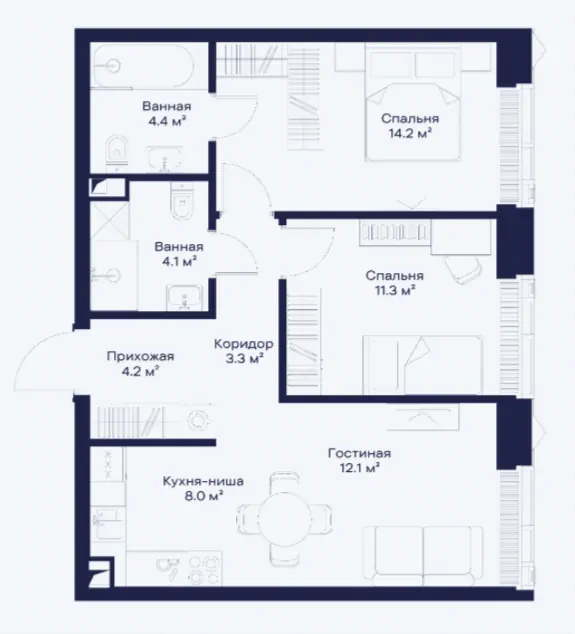 Ванная
4.4 м²
Спальня
14.2 м²
Ванная
4.1 м²
Спальня
11.3 м²
Прихожая
4.2 м²
Коридор
3.3 м²
Гостиная
12.1 м²
Кухня-ниша
8.0 м²